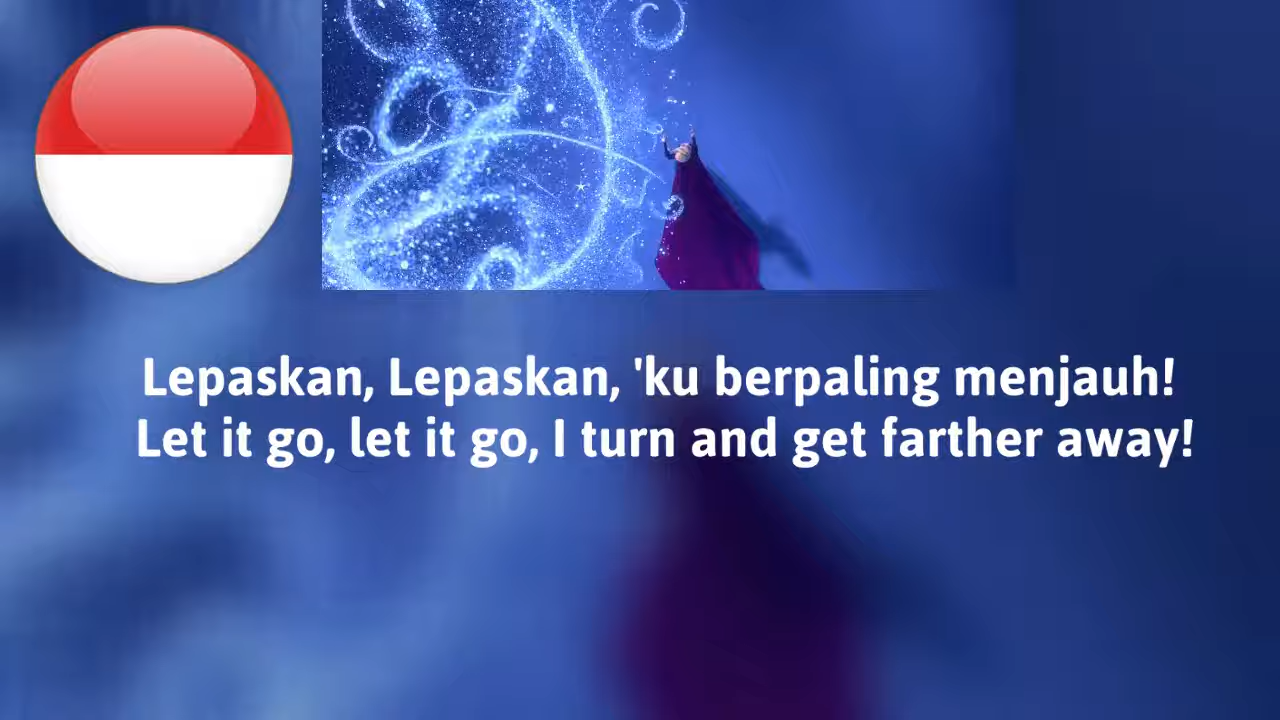 Lepaskan, Lepaskan, 'ku berpaling menjauh!
Let it go, let it go, I turn and get farther away!